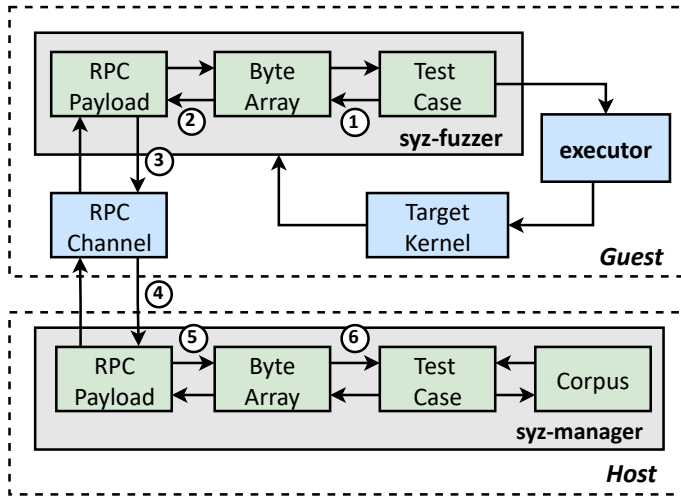 RPC
Payload
Byte
Array
Test
Case
2
1
syz-fuzzer
3
executor
RPC
Channel
Target
Kernel
Guest
4
5
6
RPC
Payload
Byte
Array
Test
Case
Corpus
syz-manager
Host